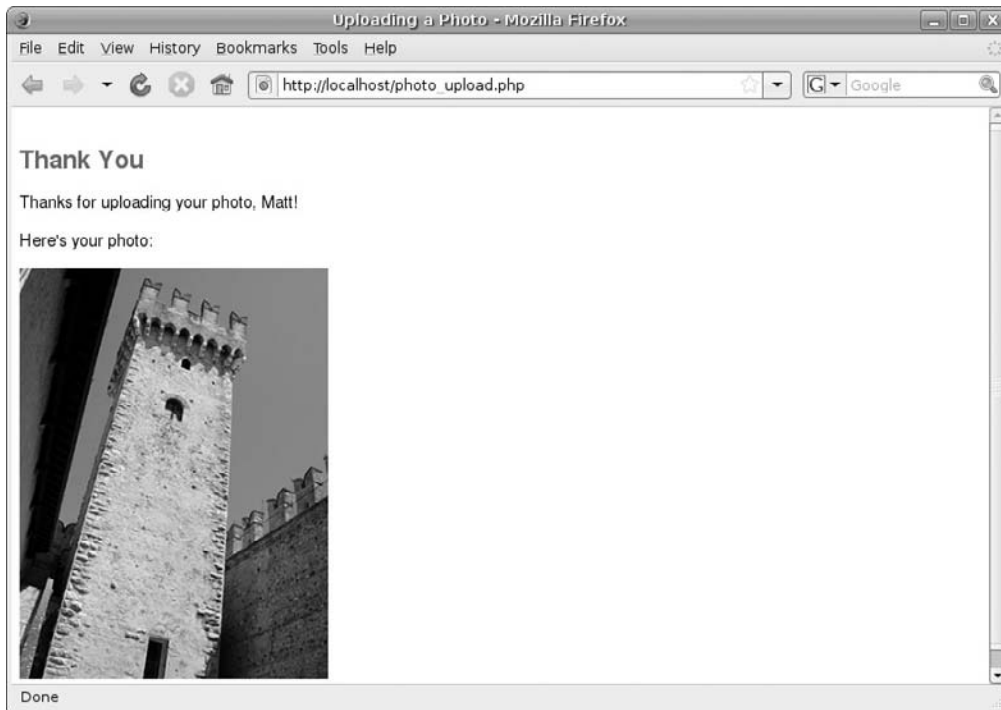 Uploading a Photo - Mozilla Firefox
File Edit View History Bookmarks Tools Help
http://localhost/photo_upload.php
G Google
Thank You
Thanks for uploading your photo, Matt!
Here's your photo:
Done